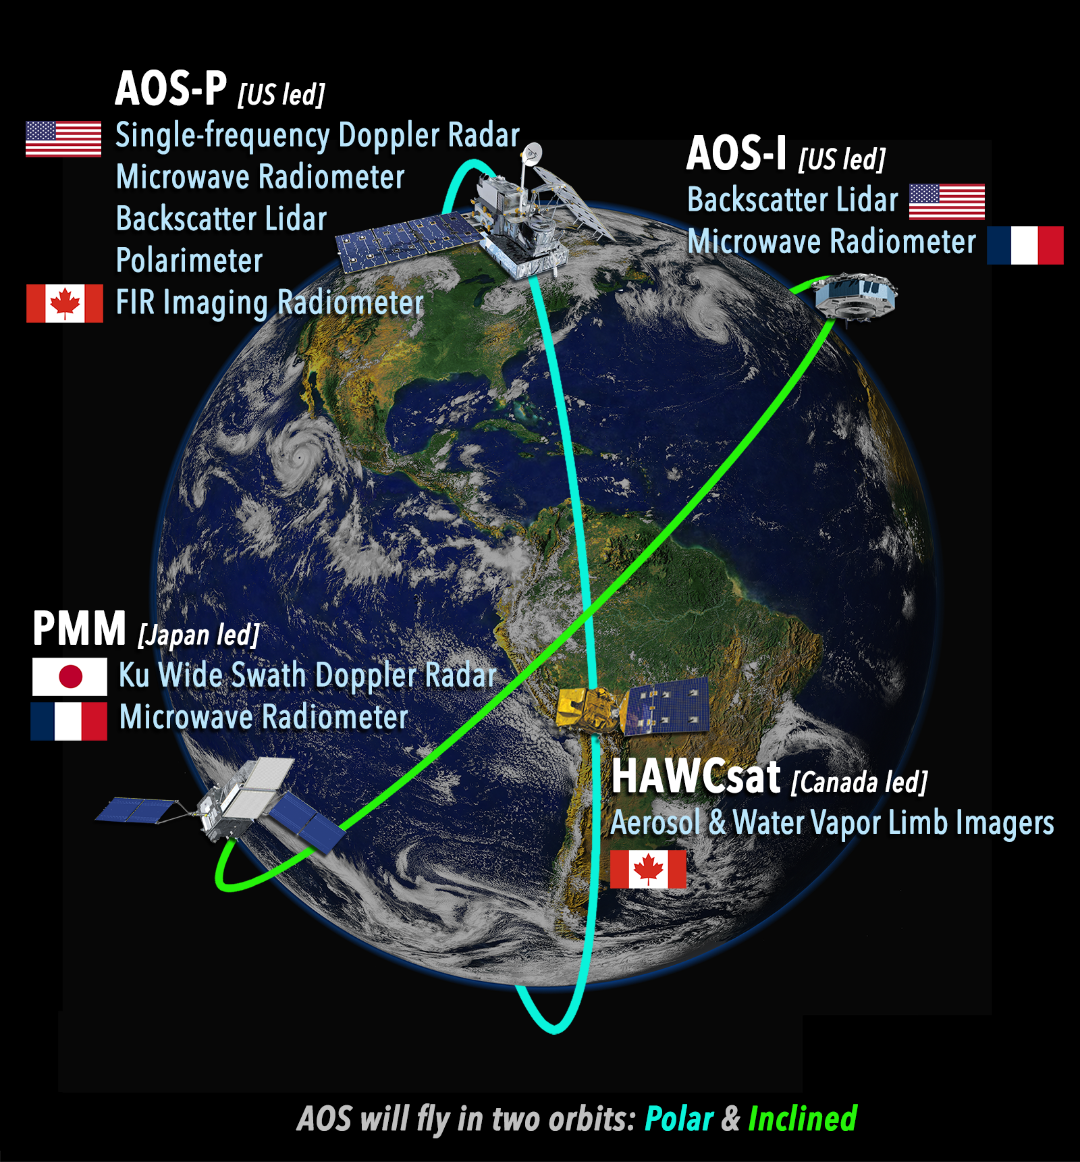 AOS-P [US led]
Single-frequency Doppler Radar
Microwave Radiometer
Backscatter Lidar
Polarimeter
FIR Imaging Radiometer
AOS-I [US led]
Backscatter Lidar
Microwave Radiometer
PMM [Japan led]
Ku Wide Swath Doppler Radar
Microwave Radiometer
HAWCsat [Canada led]
Aerosol & Water Vapor Limb Imagers
AOS will fly in two orbits: Polar & Inclined